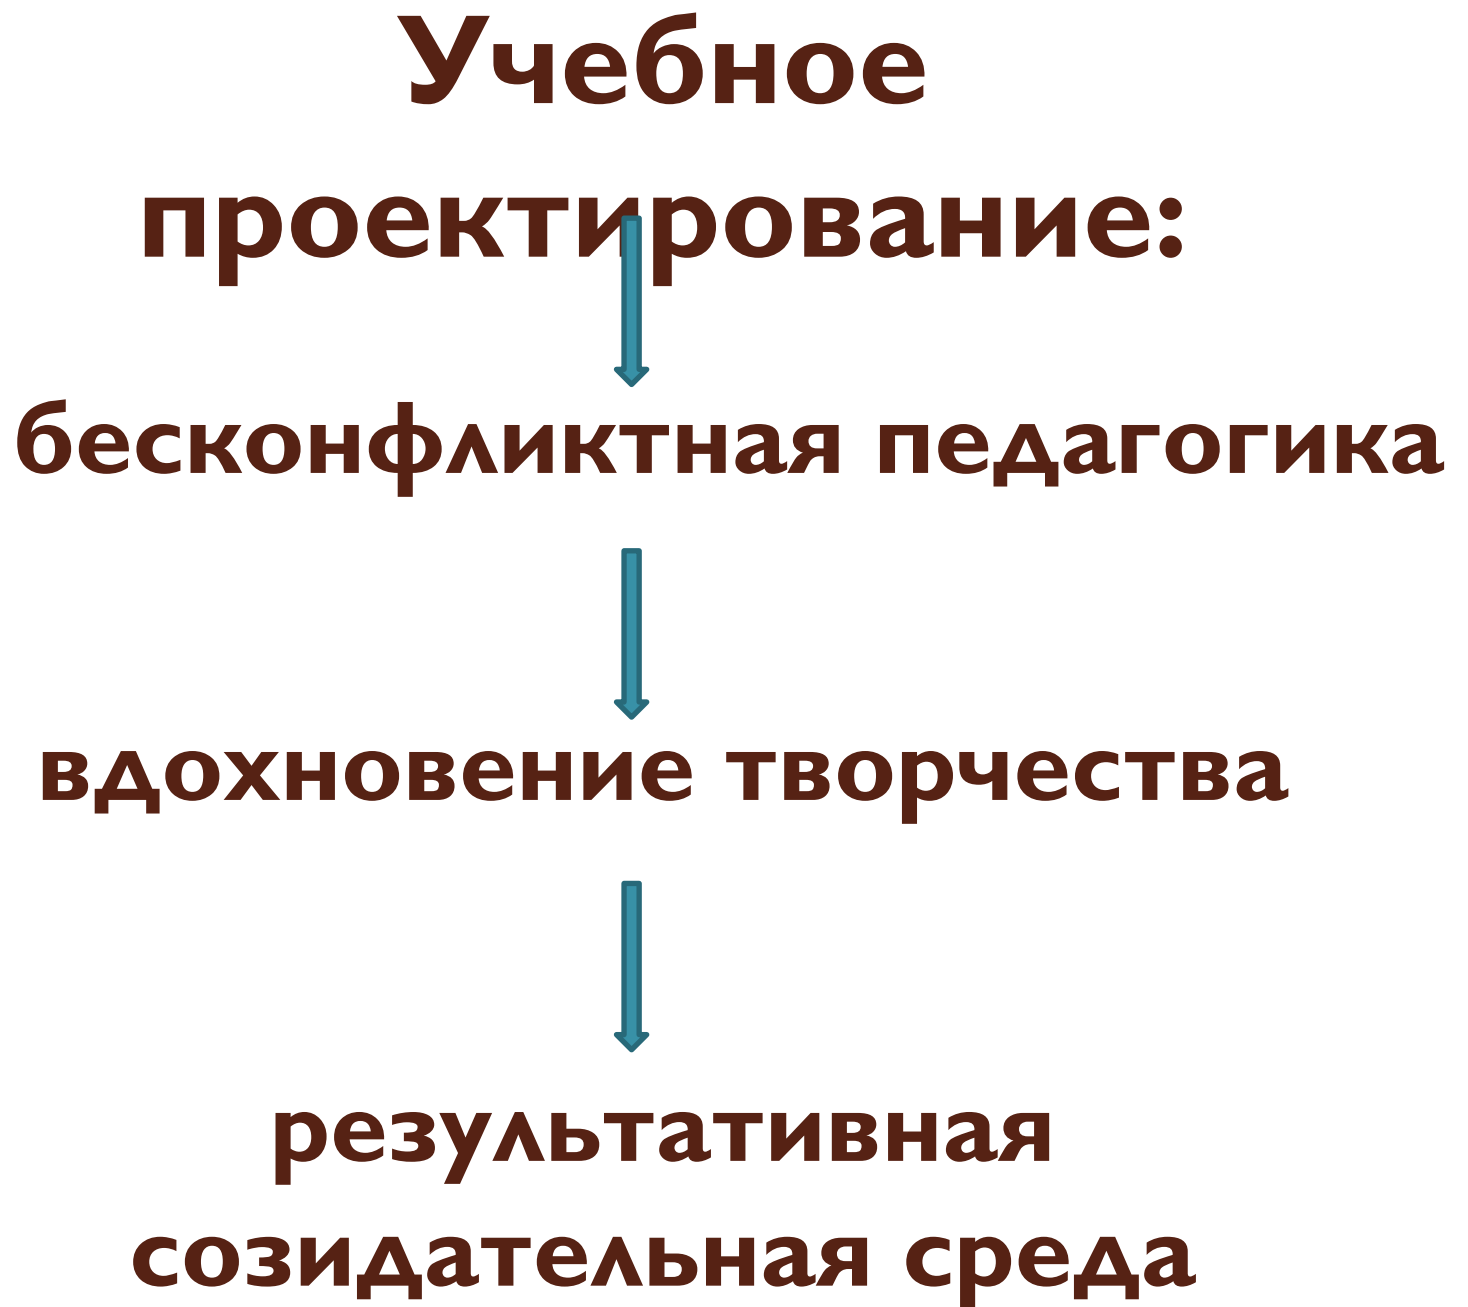 Учебное
проектирование:
бесконфликтная педагогика
вдохновение творчества
результативная
созидательная среда